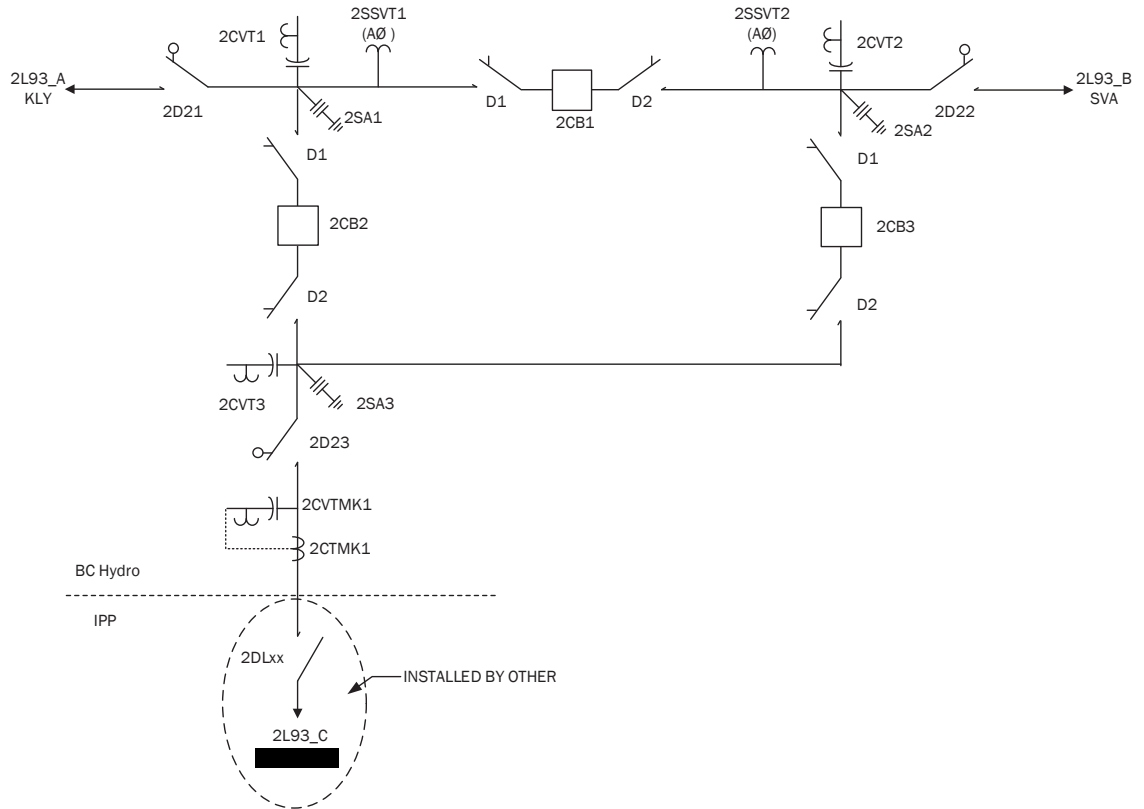 2SSVT1
(AØ )
2SSVT2
(AØ)
2CVT1
2CVT2
2L93_A
KLY
2L93_B
SVA
2D21
D1
D2
2D22
2CB1
2SA1
2SA2
D1
D1
2CB2
2CB3
D2
D2
2CVT3
2SA3
2D23
2CVTMK1
2CTMK1
BC Hydro
IPP
2DLxx
INSTALLED BY OTHER
2L93_C